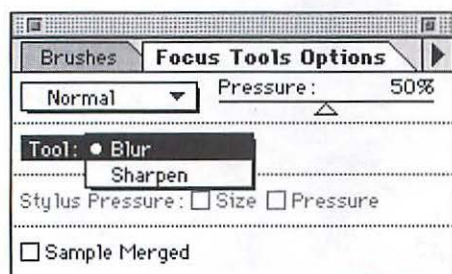 Brushes Focus Tools Options
Normal Pressure: 50%
Tool: Blur
Sharpen
Stylus Pressure: Size Pressure
Sample Merged